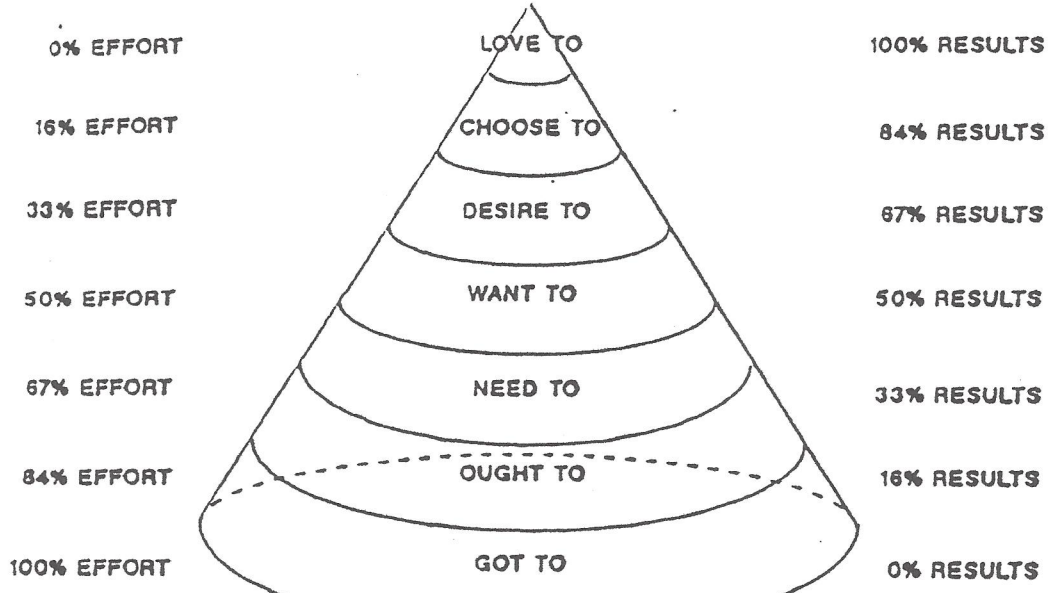 0% EFFORT LOVE TO 100% RESULTS
16% EFFORT CHOOSE TO 84% RESULTS
33% EFFORT DESIRE TO 67% RESULTS
50% EFFORT WANT TO 50% RESULTS
67% EFFORT NEED TO 33% RESULTS
84% EFFORT OUGHT TO 16% RESULTS
100% EFFORT GOT TO 0% RESULTS